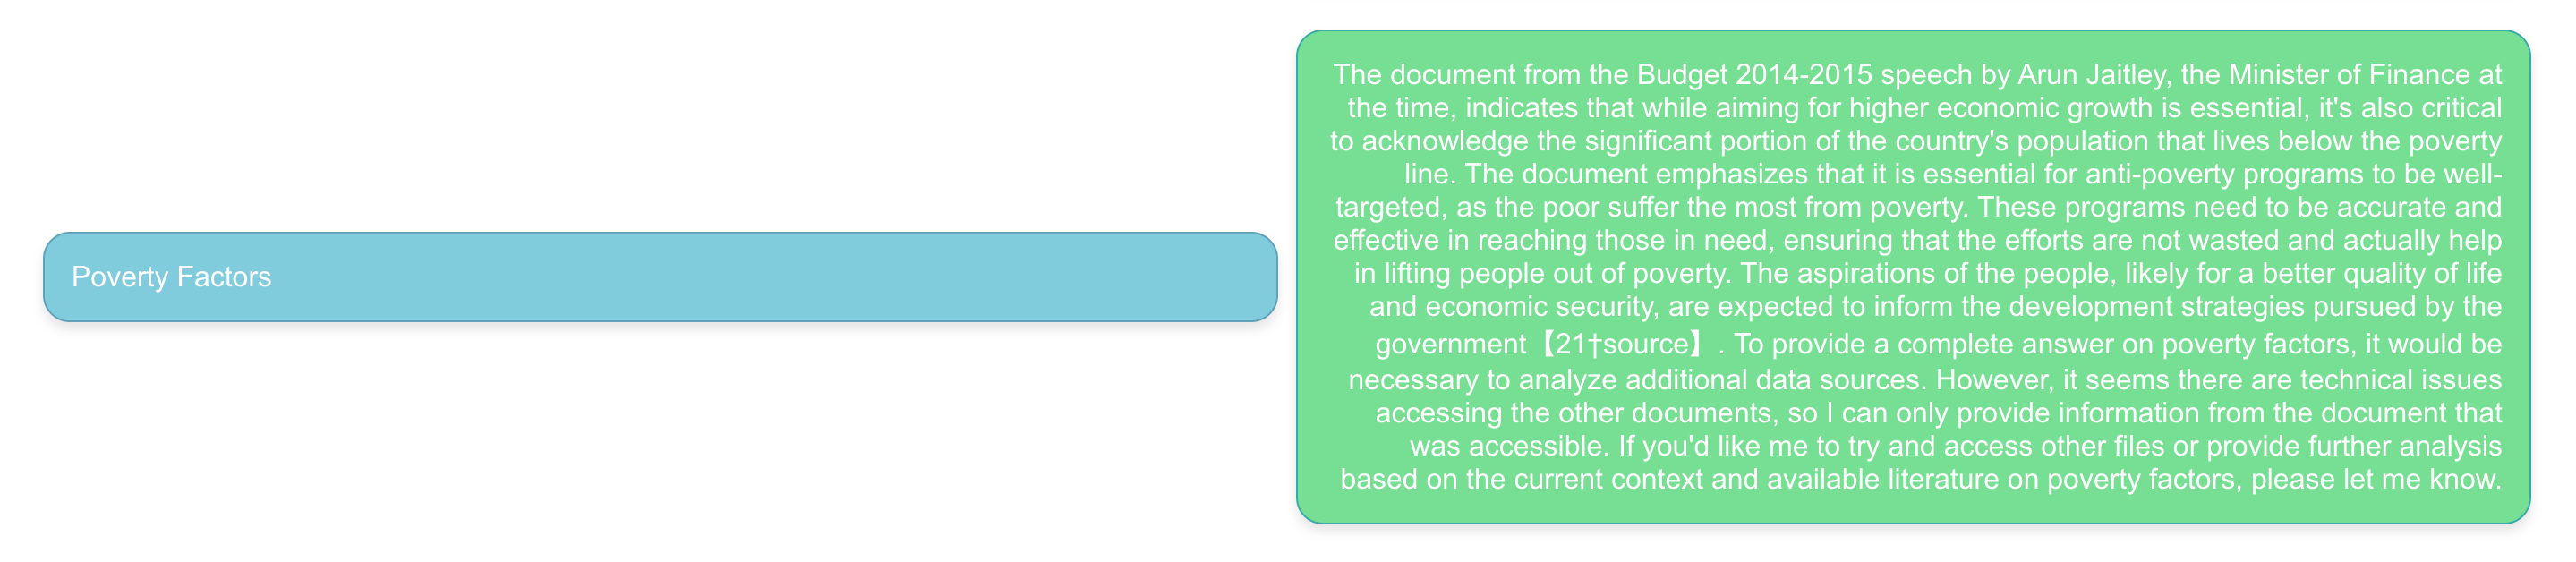 Poverty Factors
The document from the Budget 2014-2015 speech by Arun Jaitley, the Minister of Finance at
the time, indicates that while aiming for higher economic growth is essential, it's also critical
to acknowledge the significant portion of the country's population that lives below the poverty
line. The document emphasizes that it is essential for anti-poverty programs to be well-
targeted, as the poor suffer the most from poverty. These programs need to be accurate and
effective in reaching those in need, ensuring that the efforts are not wasted and actually help
in lifting people out of poverty. The aspirations of the people, likely for a better quality of life
and economic security, are expected to inform the development strategies pursued by the
government【21†source】. To provide a complete answer on poverty factors, it would be
necessary to analyze additional data sources. However, it seems there are technical issues
accessing the other documents, so I can only provide information from the document that
was accessible. If you'd like me to try and access other files or provide further analysis
based on the current context and available literature on poverty factors, please let me know.